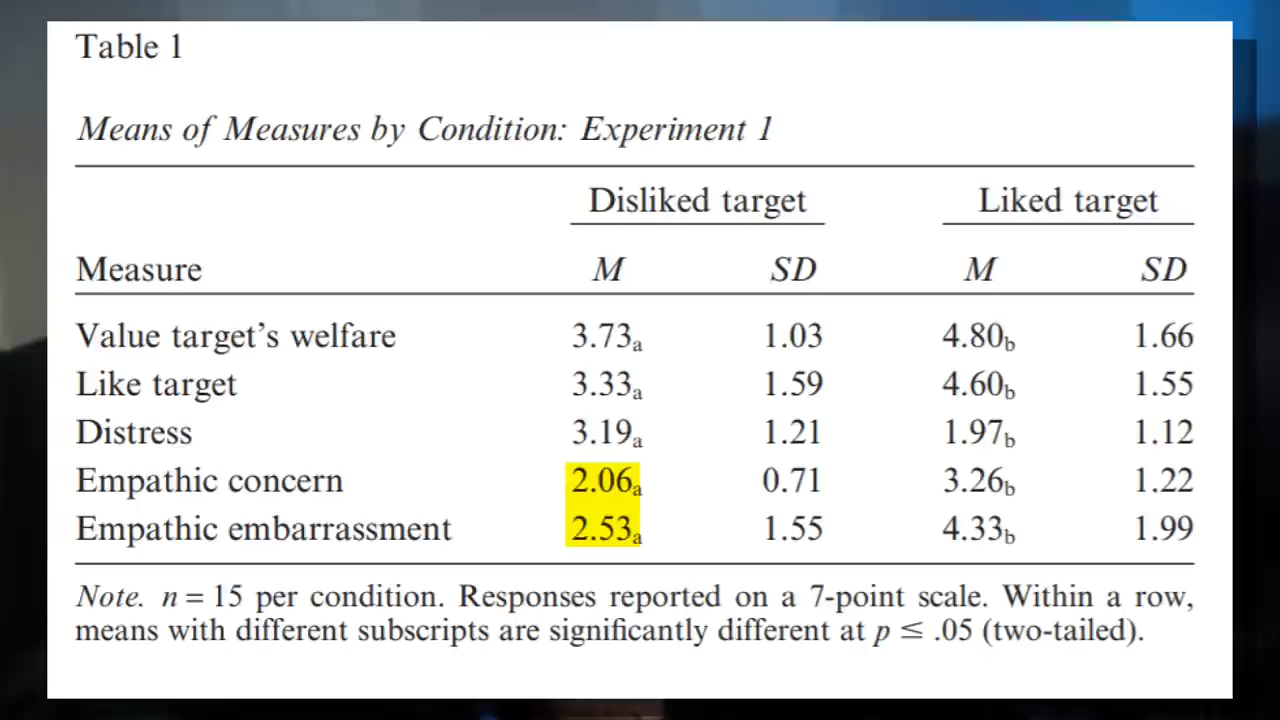 Table 1
Means of Measures by Condition: Experiment 1
Disliked target Liked target
Measure M SD M SD
Value target's welfare 3.73a 1.03 4.80b 1.66
Like target 3.33a 1.59 4.60b 1.55
Distress 3.19a 1.21 1.97b 1.12
Empathic concern 2.06a 0.71 3.26b 1.22
Empathic embarrassment 2.53a 1.55 4.33b 1.99
Note. n = 15 per condition. Responses reported on a 7-point scale. Within a row,
means with different subscripts are significantly different at p ≤ .05 (two-tailed).